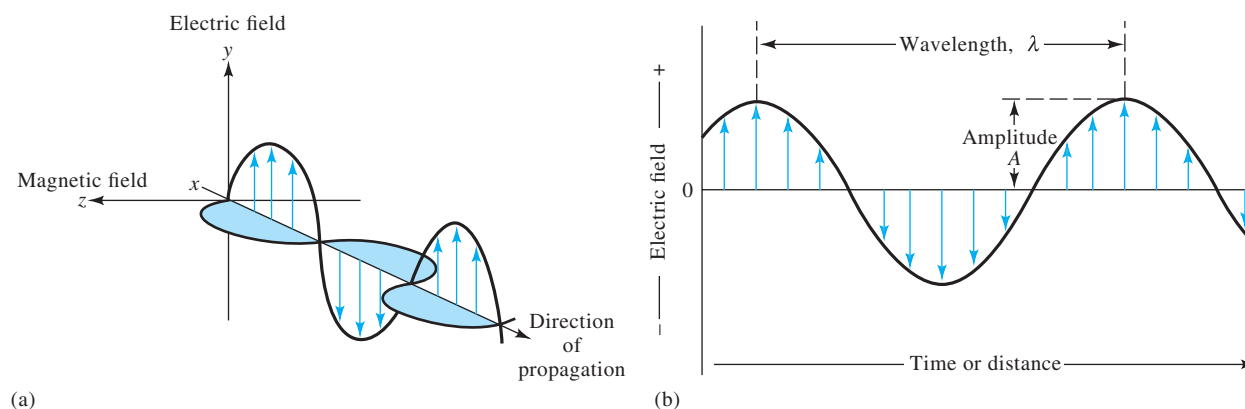 Electric field
y
Magnetic field
x
z
Direction
of
propagation
(a)
Wavelength, λ
+
Electric field
−
0
Amplitude
A
Time or distance
(b)